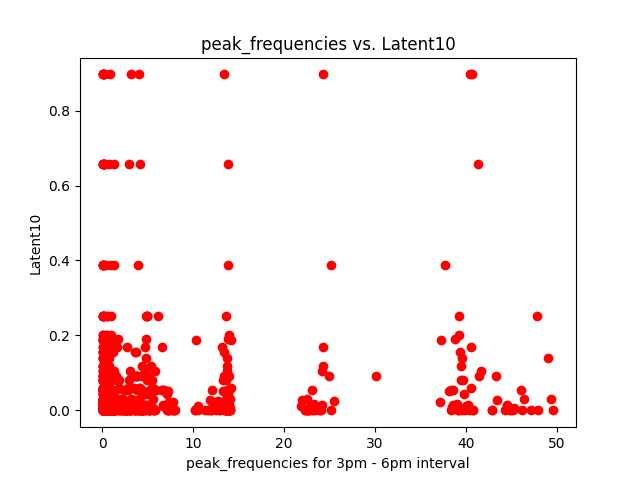 peak_frequencies vs. Latent10
Latent10
0.8
0.6
0.4
0.2
0.0
0 10 20 30 40 50
peak_frequencies for 3pm - 6pm interval